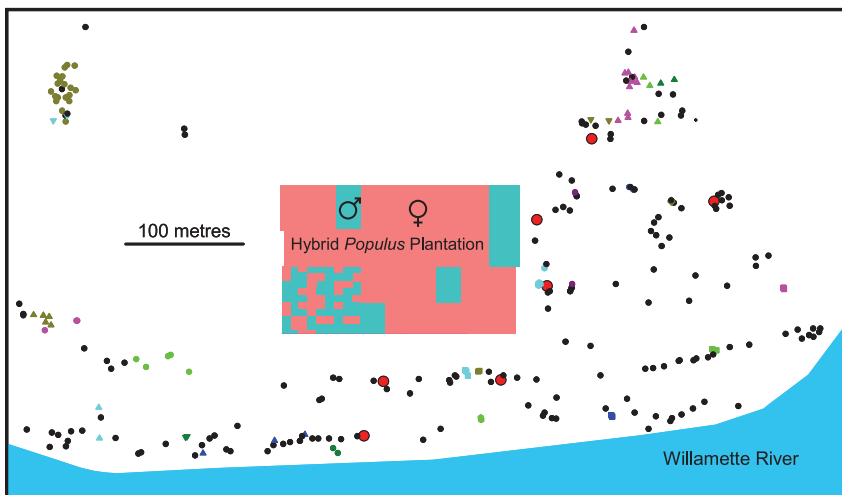 ♂ ♀
100 metres
Hybrid Populus Plantation
Willamette River